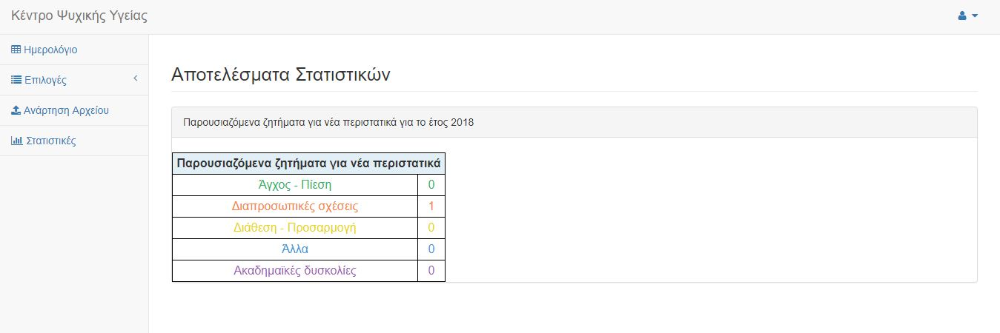 Κέντρο Ψυχικής Υγείας
Ημερολόγιο
Επιλογές
Ανάρτηση Αρχείου
Στατιστικές
Αποτελέσματα Στατιστικών
Παρουσιαζόμενα ζητήματα για νέα περιστατικά για το έτος 2018
Παρουσιαζόμενα ζητήματα για νέα περιστατικά
Άγχος - Πίεση 0
Διαπροσωπικές σχέσεις 1
Διάθεση - Προσαρμογή 0
Άλλα 0
Ακαδημαϊκές δυσκολίες 0